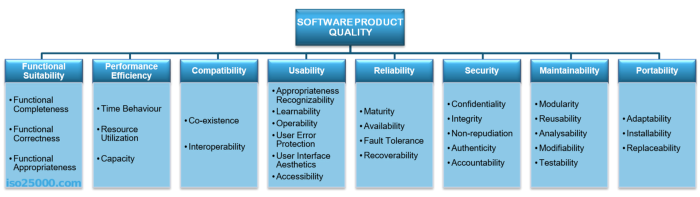 SOFTWARE PRODUCT
QUALITY
Functional
Suitability
• Functional
Completeness
• Functional
Correctness
• Functional
Appropriateness
iso25000.com
Performance
Efficiency
• Time Behaviour
• Resource
Utilization
• Capacity
Compatibility
• Co-existence
• Interoperability
Usability
• Appropriateness
Recognizability
• Learnability
• Operability
• User Error
Protection
• User Interface
Aesthetics
• Accessibility
Reliability
• Maturity
• Availability
• Fault Tolerance
• Recoverability
Security
• Confidentiality
• Integrity
• Non-repudiation
• Authenticity
• Accountability
Maintainability
• Modularity
• Reusability
• Analysability
• Modifiability
• Testability
Portability
• Adaptability
• Installability
• Replaceability